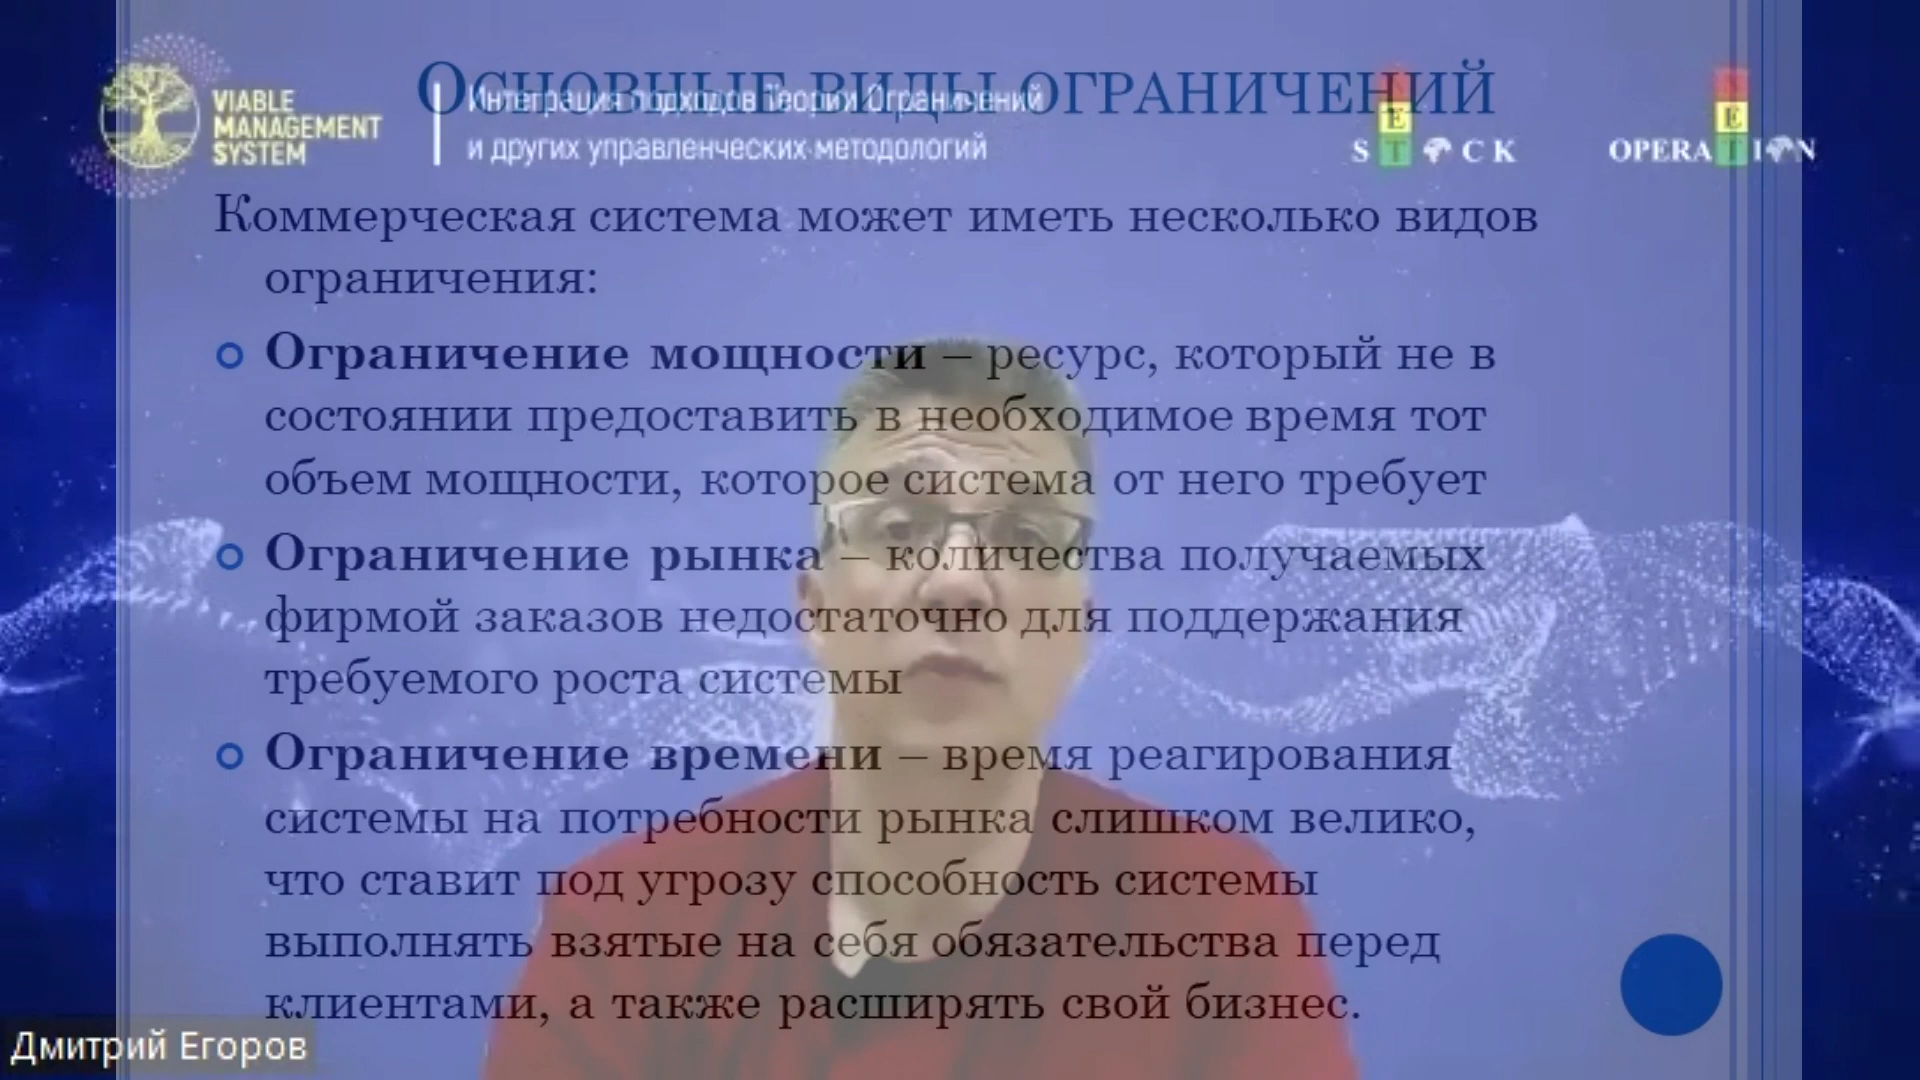 Основные виды ограничений
VIABLE
MANAGEMENT
SYSTEM
Интеграция подходов Теории Ограничений
и других управленческих методологий
S E T CK
OPERA S E T I N
Коммерческая система может иметь несколько видов
ограничения:
Ограничение мощности – ресурс, который не в
состоянии предоставить в необходимое время тот
объем мощности, которое система от него требует
Ограничение рынка – количества получаемых
фирмой заказов недостаточно для поддержания
требуемого роста системы
Ограничение времени – время реагирования
системы на потребности рынка слишком велико,
что ставит под угрозу способность системы
выполнять взятые на себя обязательства перед
клиентами, а также расширять свой бизнес.
Дмитрий Егоров